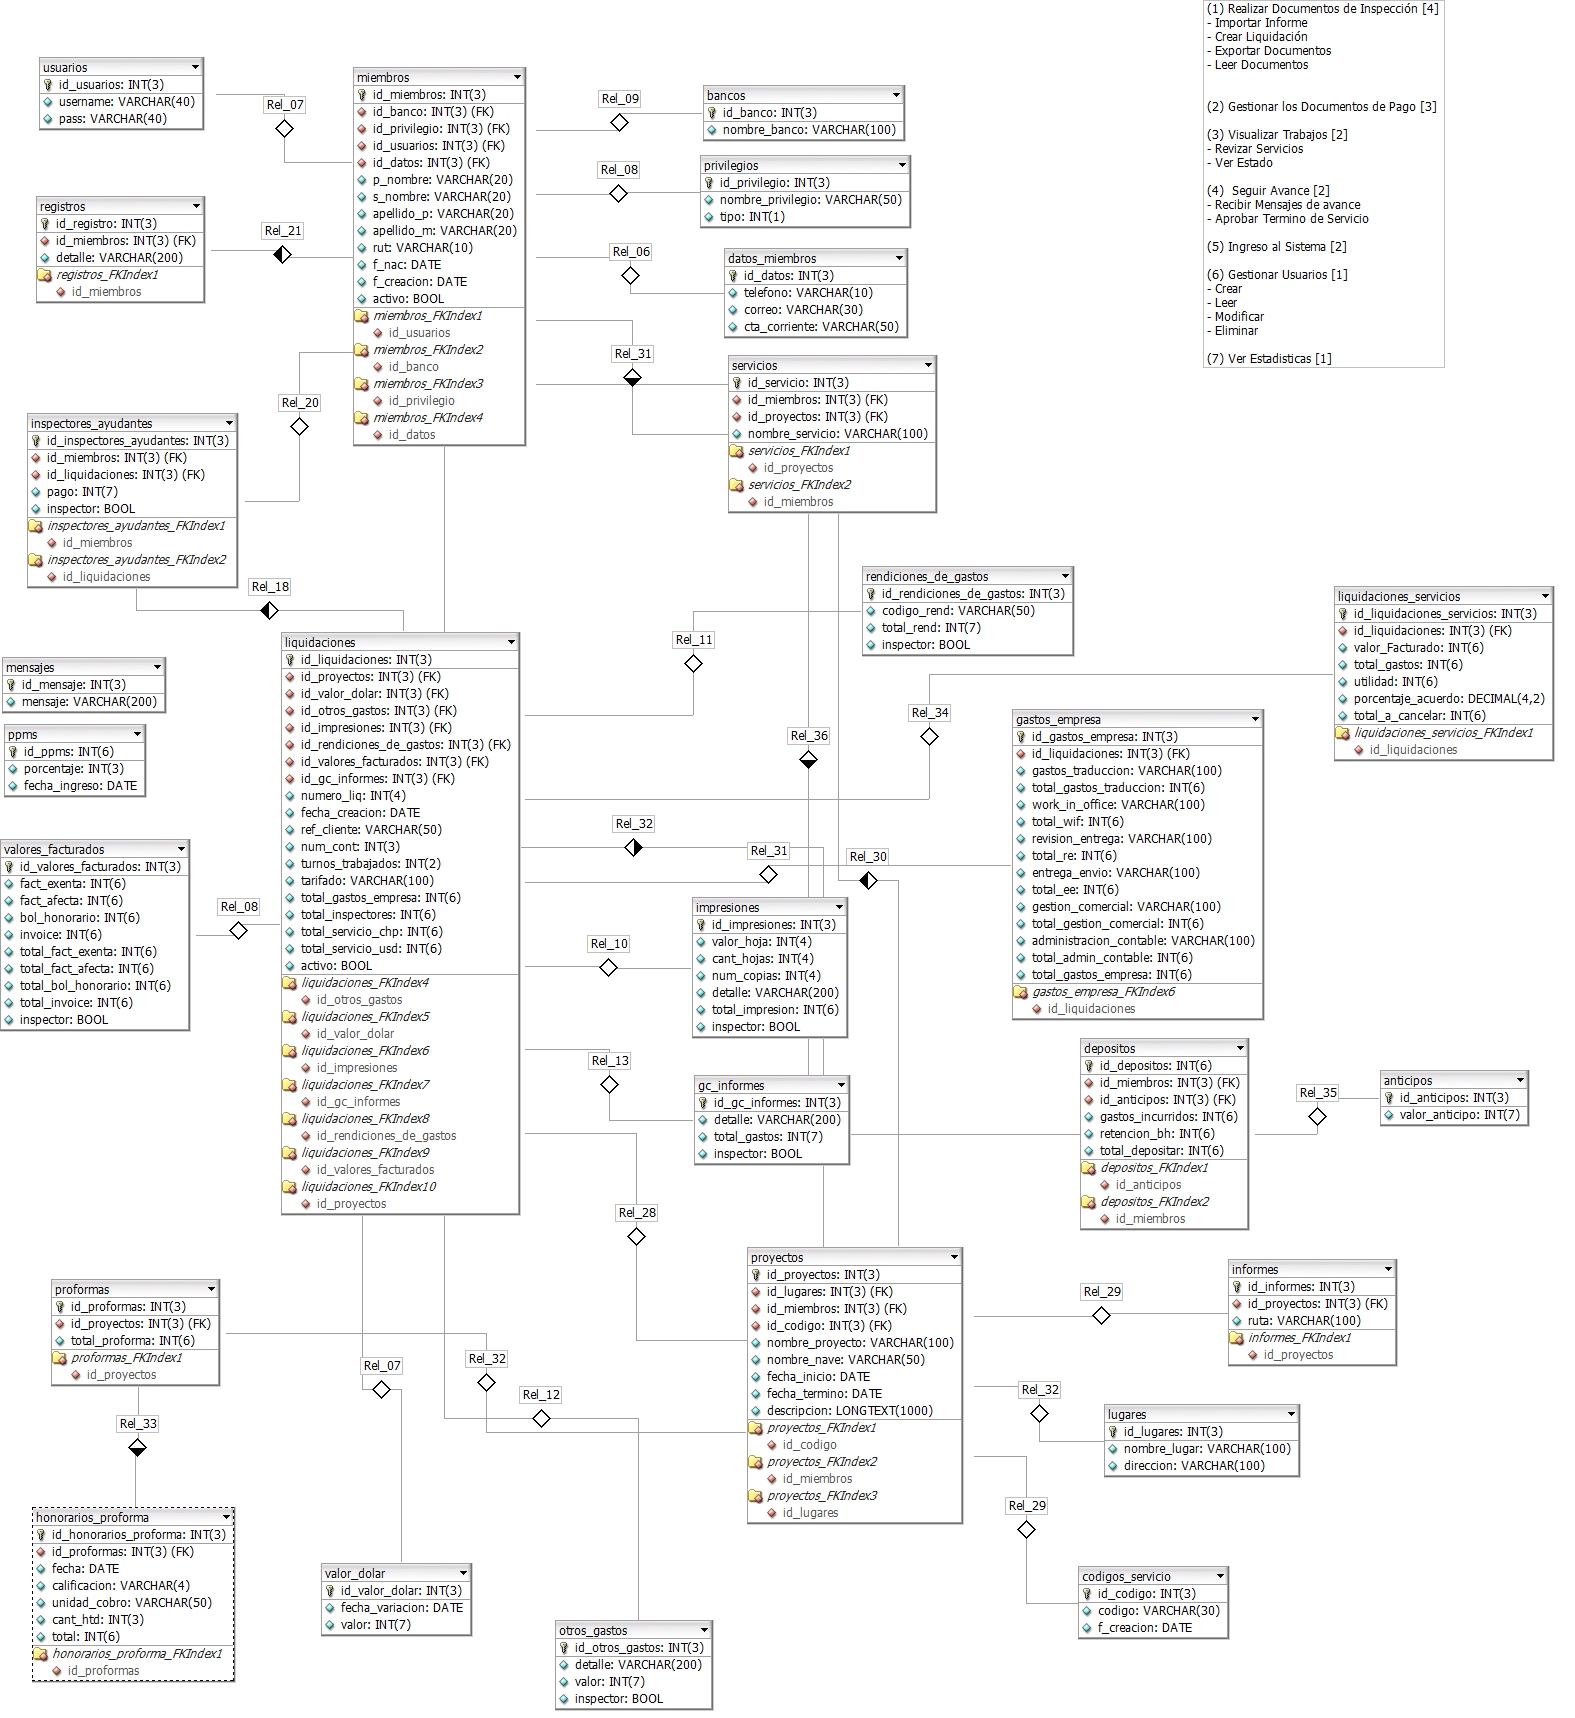 (1) Realizar Documentos de Inspección [4]
- Importar Informe
- Crear Liquidación
- Exportar Documentos
- Leer Documentos
(2) Gestionar los Documentos de Pago [3]
(3) Visualizar Trabajos [2]
- Revizar Servicios
- Ver Estado
(4)  Seguir Avance [2]
- Recibir Mensajes de avance
- Aprobar Termino de Servicio
(5) Ingreso al Sistema [2]
(6) Gestionar Usuarios [1]
- Crear
- Leer
- Modificar
- Eliminar
(7) Ver Estadisticas [1]
usuarios
id_usuarios: INT(3)
username: VARCHAR(40)
pass: VARCHAR(40)
Rel_07
miembros
id_miembros: INT(3)
id_banco: INT(3) (FK)
id_privilegio: INT(3) (FK)
id_usuarios: INT(3) (FK)
id_datos: INT(3) (FK)
p_nombre: VARCHAR(20)
s_nombre: VARCHAR(20)
apellido_p: VARCHAR(20)
apellido_m: VARCHAR(20)
rut: VARCHAR(10)
f_nac: DATE
f_creacion: DATE
activo: BOOL
miembros_FKIndex1
id_usuarios
miembros_FKIndex2
id_banco
miembros_FKIndex3
id_privilegio
miembros_FKIndex4
id_datos
Rel_09
bancos
id_banco: INT(3)
nombre_banco: VARCHAR(100)
Rel_08
privilegios
id_privilegio: INT(3)
nombre_privilegio: VARCHAR(50)
tipo: INT(1)
registros
id_registro: INT(3)
id_miembros: INT(3) (FK)
detalle: VARCHAR(200)
registros_FKIndex1
id_miembros
Rel_21
Rel_06
datos_miembros
id_datos: INT(3)
telefono: VARCHAR(10)
correo: VARCHAR(30)
cta_corriente: VARCHAR(50)
Rel_31
servicios
id_servicio: INT(3)
id_miembros: INT(3) (FK)
id_proyectos: INT(3) (FK)
nombre_servicio: VARCHAR(100)
servicios_FKIndex1
id_proyectos
servicios_FKIndex2
id_miembros
Rel_20
inspectores_ayudantes
id_inspectores_ayudantes: INT(3)
id_miembros: INT(3) (FK)
id_liquidaciones: INT(3) (FK)
pago: INT(7)
inspector: BOOL
inspectores_ayudantes_FKIndex1
id_miembros
inspectores_ayudantes_FKIndex2
id_liquidaciones
Rel_18
rendiciones_de_gastos
id_rendiciones_de_gastos: INT(3)
codigo_rend: VARCHAR(50)
total_rend: INT(7)
inspector: BOOL
Rel_11
liquidaciones_servicios
id_liquidaciones_servicios: INT(3)
id_liquidaciones: INT(3) (FK)
valor_Facturado: INT(6)
total_gastos: INT(6)
utilidad: INT(6)
porcentaje_acuerdo: DECIMAL(4,2)
total_a_cancelar: INT(6)
liquidaciones_servicios_FKIndex1
id_liquidaciones
Rel_34
Rel_36
liquidaciones
id_liquidaciones: INT(3)
id_proyectos: INT(3) (FK)
id_valor_dolar: INT(3) (FK)
id_otros_gastos: INT(3) (FK)
id_impresiones: INT(3) (FK)
id_rendiciones_de_gastos: INT(3) (FK)
id_valores_facturados: INT(3) (FK)
id_gc_informes: INT(3) (FK)
numero_liq: INT(4)
fecha_creacion: DATE
ref_cliente: VARCHAR(50)
num_cont: INT(3)
turnos_trabajados: INT(2)
tarifado: VARCHAR(100)
total_gastos_empresa: INT(6)
total_inspectores: INT(6)
total_servicio_chp: INT(6)
total_servicio_usd: INT(6)
activo: BOOL
liquidaciones_FKIndex4
id_otros_gastos
liquidaciones_FKIndex5
id_valor_dolar
liquidaciones_FKIndex6
id_impresiones
liquidaciones_FKIndex7
id_gc_informes
liquidaciones_FKIndex8
id_rendiciones_de_gastos
liquidaciones_FKIndex9
id_valores_facturados
liquidaciones_FKIndex10
id_proyectos
mensajes
id_mensaje: INT(3)
mensaje: VARCHAR(200)
ppms
id_ppms: INT(6)
porcentaje: INT(3)
fecha_ingreso: DATE
valores_facturados
id_valores_facturados: INT(3)
fact_exenta: INT(6)
fact_afecta: INT(6)
bol_honorario: INT(6)
invoice: INT(6)
total_fact_exenta: INT(6)
total_fact_afecta: INT(6)
total_bol_honorario: INT(6)
total_invoice: INT(6)
inspector: BOOL
Rel_08
gastos_empresa
id_gastos_empresa: INT(3)
id_liquidaciones: INT(3) (FK)
gastos_traduccion: VARCHAR(100)
total_gastos_traduccion: INT(6)
work_in_office: VARCHAR(100)
total_wif: INT(6)
revision_entrega: VARCHAR(100)
total_re: INT(6)
entrega_envio: VARCHAR(100)
total_ee: INT(6)
gestion_comercial: VARCHAR(100)
total_gestion_comercial: INT(6)
administracion_contable: VARCHAR(100)
total_admin_contable: INT(6)
total_gastos_empresa: INT(6)
gastos_empresa_FKIndex6
id_liquidaciones
Rel_32
Rel_31
Rel_30
impresiones
id_impresiones: INT(3)
valor_hoja: INT(4)
cant_hojas: INT(4)
num_copias: INT(4)
detalle: VARCHAR(200)
total_impresion: INT(6)
inspector: BOOL
Rel_10
Rel_13
gc_informes
id_gc_informes: INT(3)
detalle: VARCHAR(200)
total_gastos: INT(7)
inspector: BOOL
depositos
id_depositos: INT(6)
id_miembros: INT(3) (FK)
id_anticipos: INT(3) (FK)
gastos_incurridos: INT(6)
retencion_bh: INT(6)
total_depositar: INT(6)
depositos_FKIndex1
id_anticipos
depositos_FKIndex2
id_miembros
Rel_35
anticipos
id_anticipos: INT(3)
valor_anticipo: INT(7)
Rel_28
proyectos
id_proyectos: INT(3)
id_lugares: INT(3) (FK)
id_miembros: INT(3) (FK)
id_codigo: INT(3) (FK)
nombre_proyecto: VARCHAR(100)
nombre_nave: VARCHAR(50)
fecha_inicio: DATE
fecha_termino: DATE
descripcion: LONGTEXT(1000)
proyectos_FKIndex1
id_codigo
proyectos_FKIndex2
id_miembros
proyectos_FKIndex3
id_lugares
Rel_29
informes
id_informes: INT(3)
id_proyectos: INT(3) (FK)
ruta: VARCHAR(100)
informes_FKIndex1
id_proyectos
Rel_32
lugares
id_lugares: INT(3)
nombre_lugar: VARCHAR(100)
direccion: VARCHAR(100)
Rel_29
codigos_servicio
id_codigo: INT(3)
codigo: VARCHAR(30)
f_creacion: DATE
proformas
id_proformas: INT(3)
id_proyectos: INT(3) (FK)
total_proforma: INT(6)
proformas_FKIndex1
id_proyectos
Rel_07
Rel_32
Rel_12
Rel_33
honorarios_proforma
id_honorarios_proforma: INT(3)
id_proformas: INT(3) (FK)
fecha: DATE
calificacion: VARCHAR(4)
unidad_cobro: VARCHAR(50)
cant_htd: INT(3)
total: INT(6)
honorarios_proforma_FKIndex1
id_proformas
valor_dolar
id_valor_dolar: INT(3)
fecha_variacion: DATE
valor: INT(7)
otros_gastos
id_otros_gastos: INT(3)
detalle: VARCHAR(200)
valor: INT(7)
inspector: BOOL